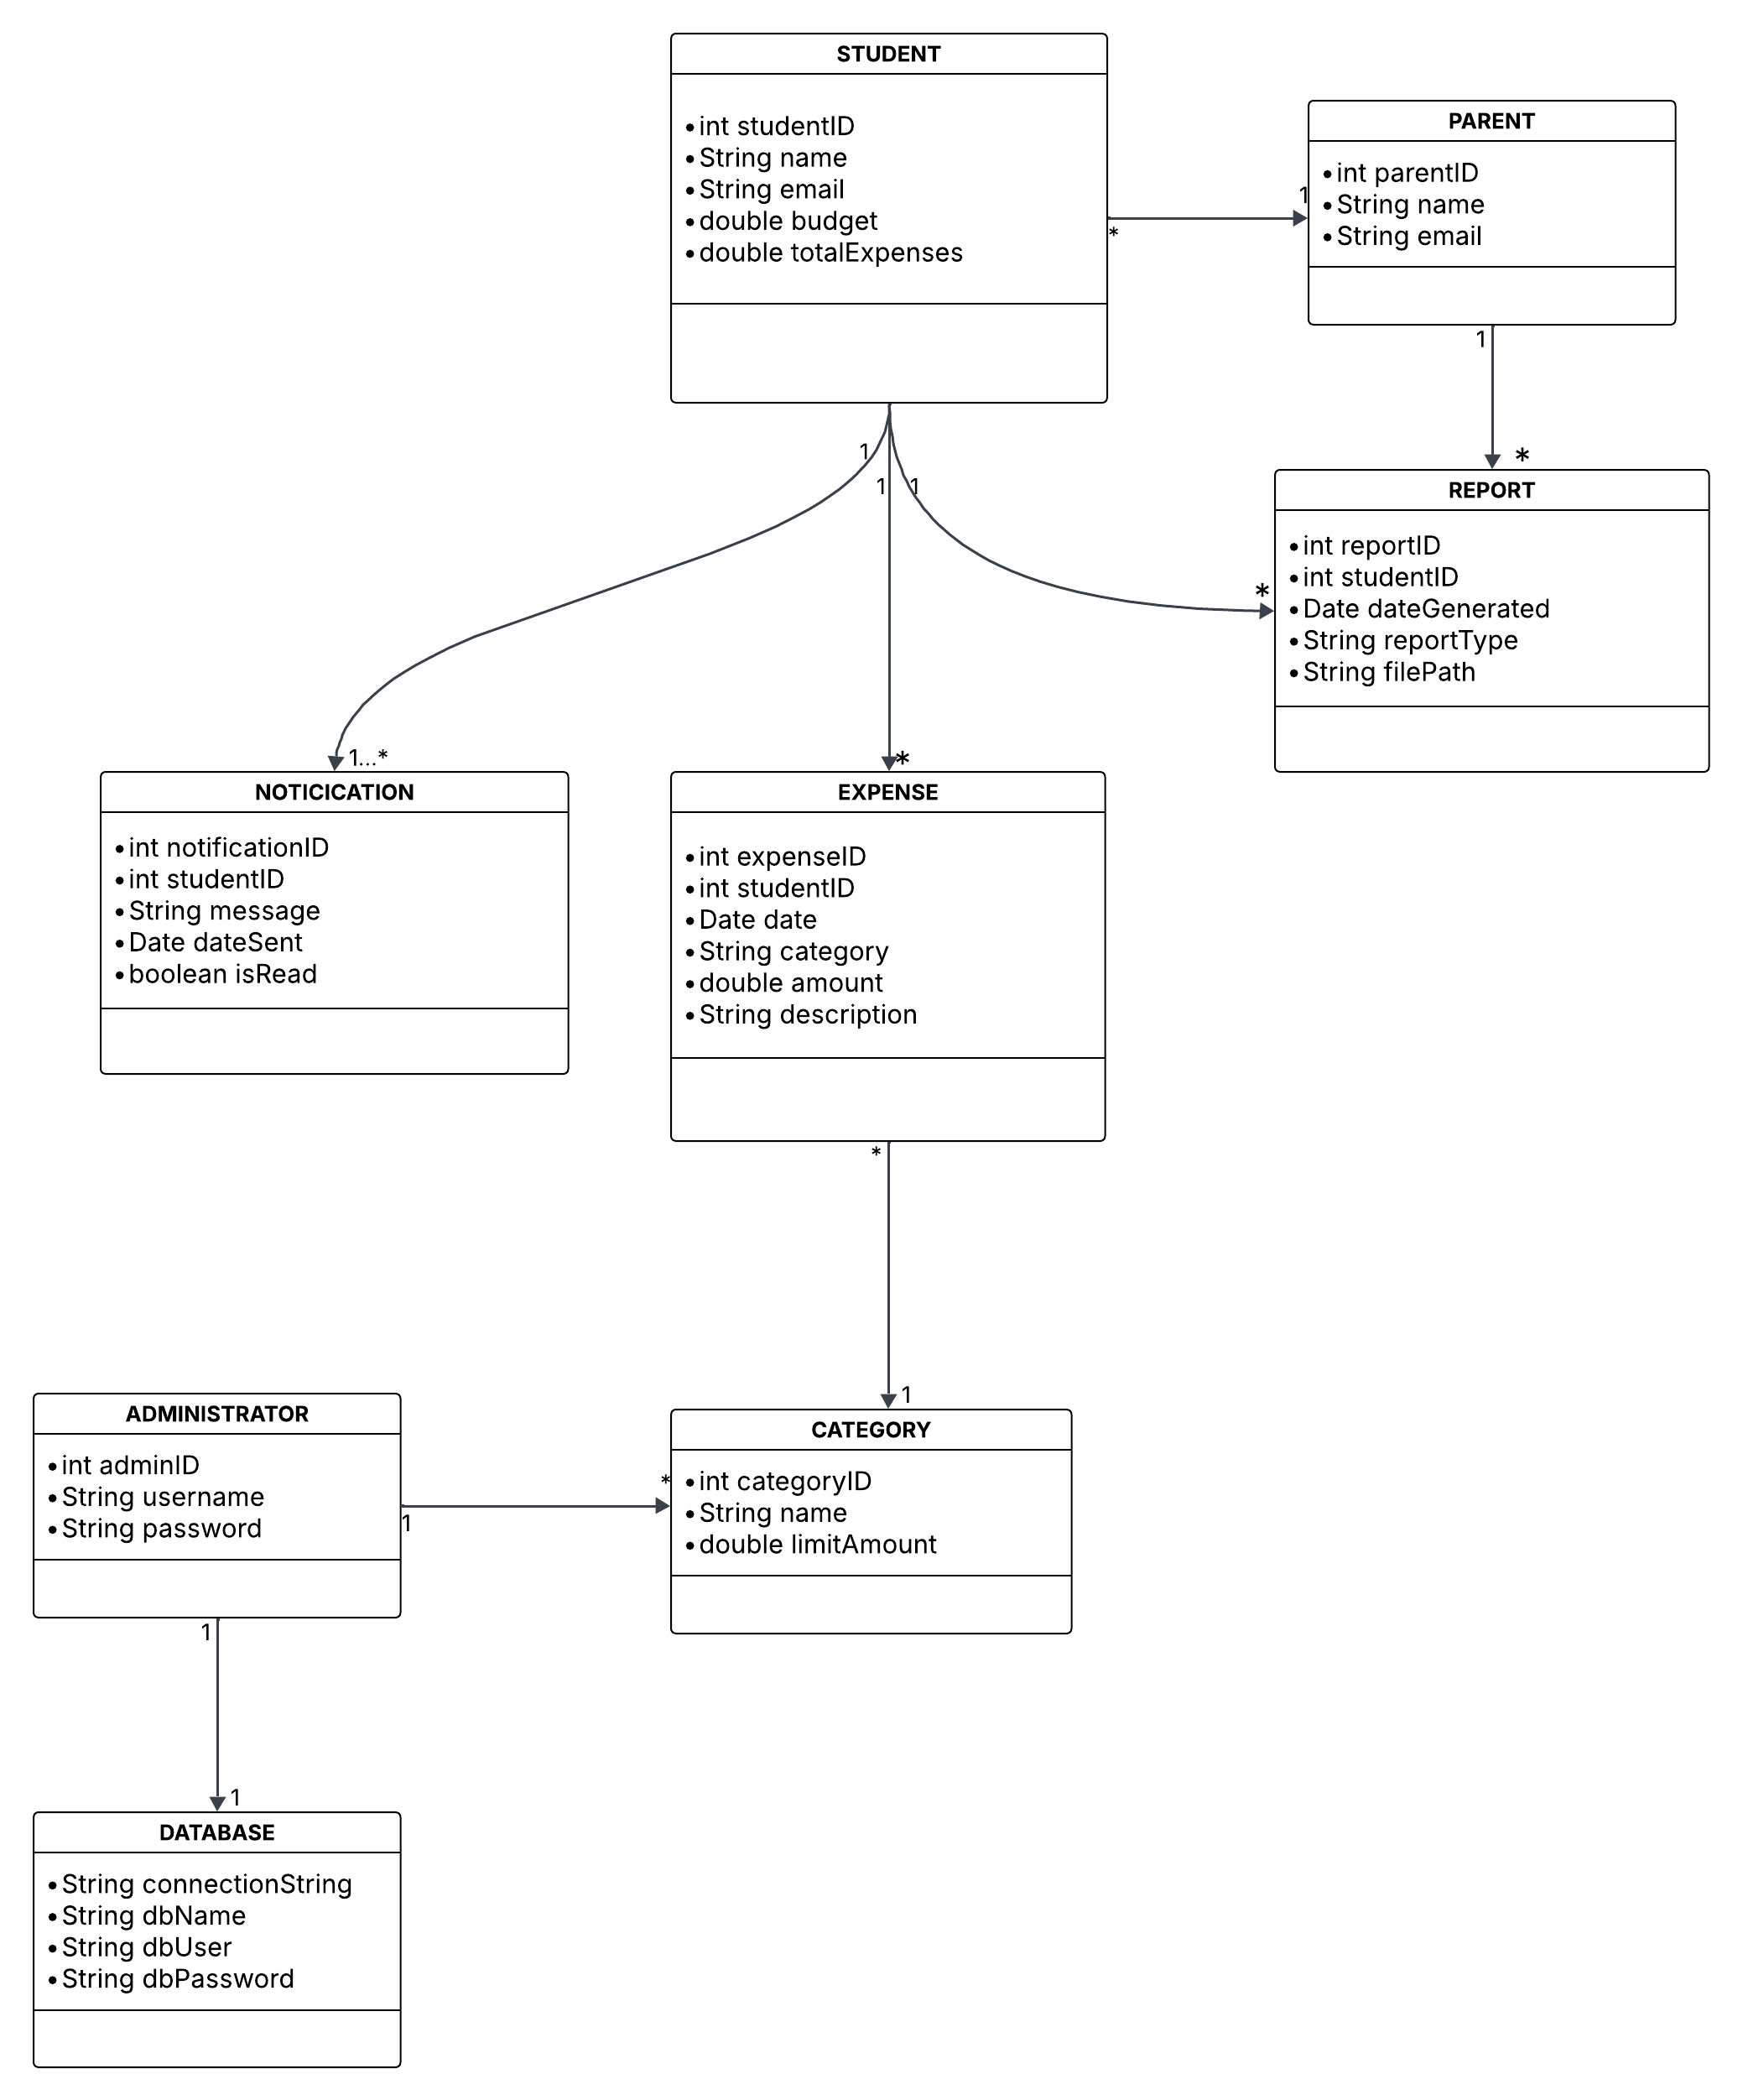 STUDENT
•int studentID
•String name
•String email
•double budget
•double totalExpenses
PARENT
•int parentID
•String name
•String email
1
*
1
*
REPORT
•int reportID
•int studentID
•Date dateGenerated
•String reportType
•String filePath
1
1
1
*
1...*
*
NOTICICATION
•int notificationID
•int studentID
•String message
•Date dateSent
•boolean isRead
EXPENSE
•int expenseID
•int studentID
•Date date
•String category
•double amount
•String description
*
1
ADMINISTRATOR
•int adminID
•String username
•String password
1
*
CATEGORY
•int categoryID
•String name
•double limitAmount
1
1
DATABASE
•String connectionString
•String dbName
•String dbUser
•String dbPassword